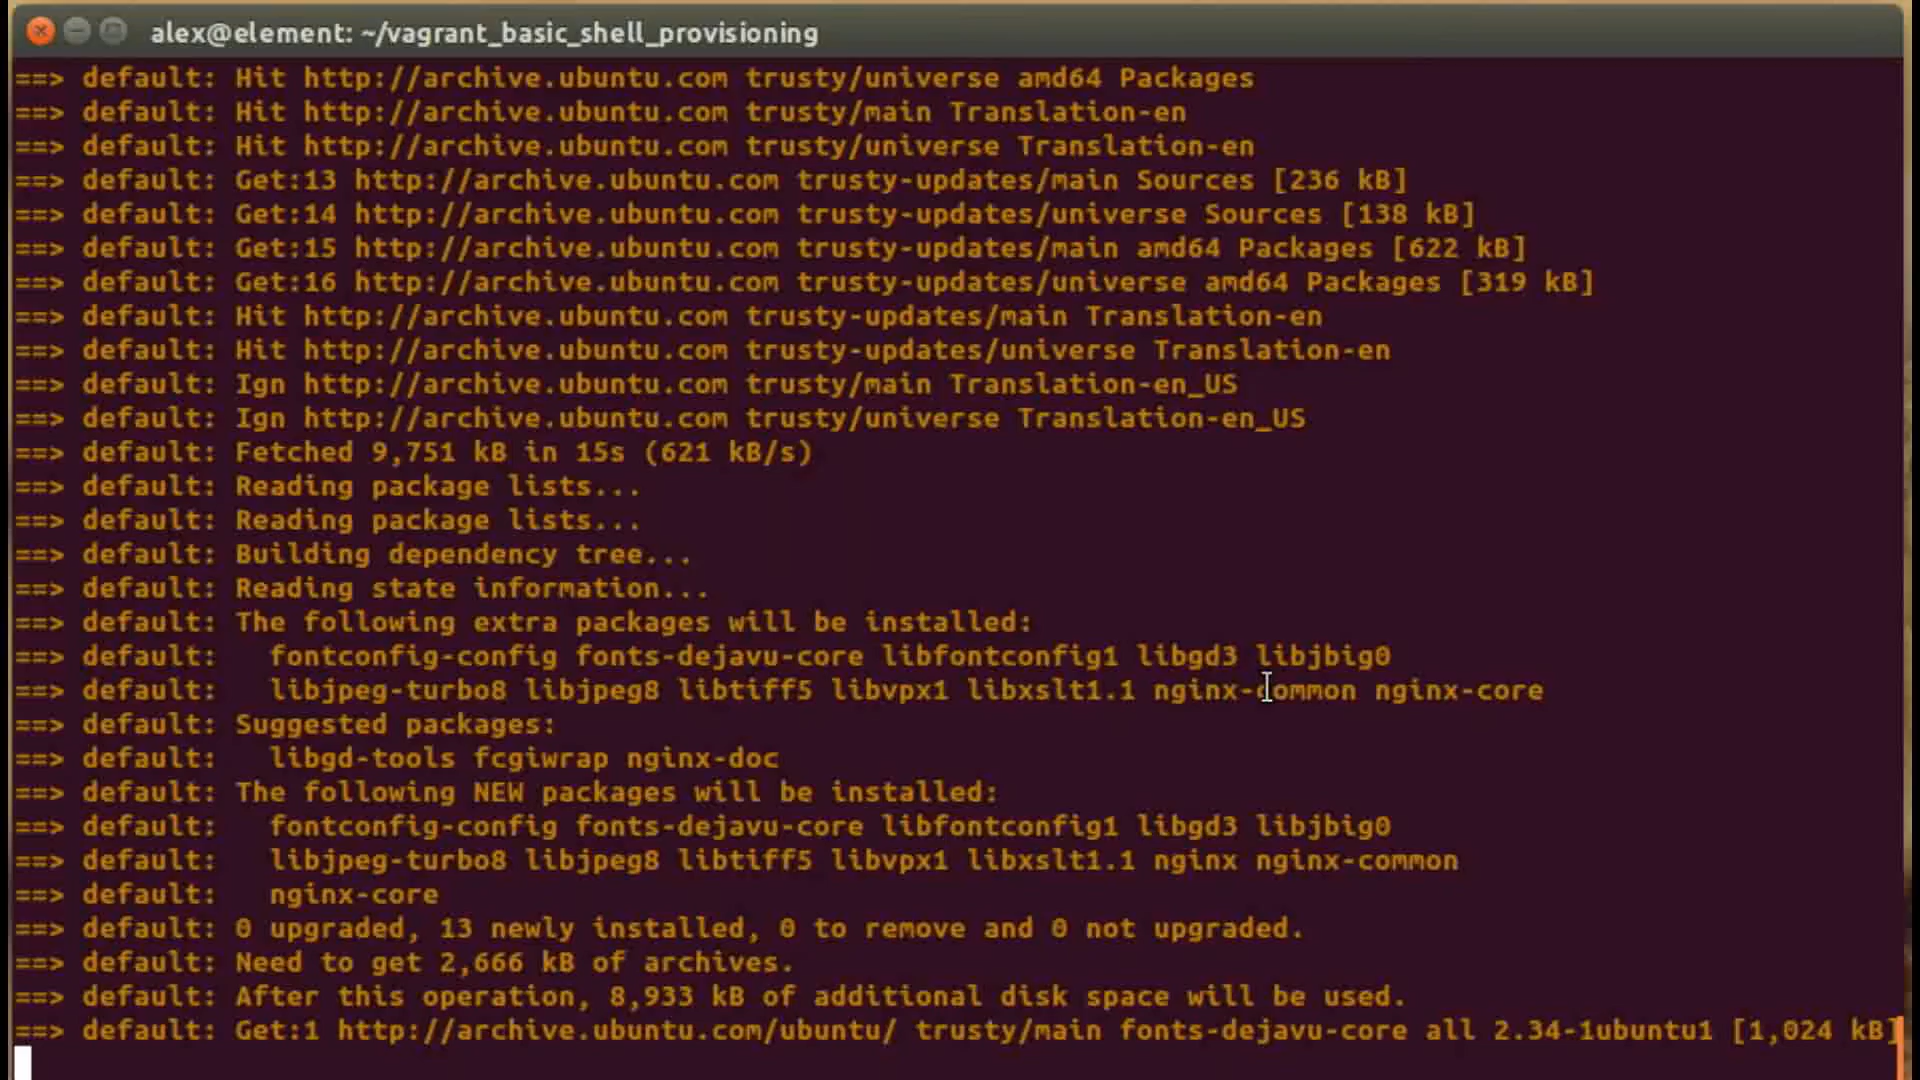 alex@element: ~/vagrant_basic_shell_provisioning
==> default: Hit http://archive.ubuntu.com trusty/universe amd64 Packages
==> default: Hit http://archive.ubuntu.com trusty/main Translation-en
==> default: Hit http://archive.ubuntu.com trusty/universe Translation-en
==> default: Get:13 http://archive.ubuntu.com trusty-updates/main Sources [236 kB]
==> default: Get:14 http://archive.ubuntu.com trusty-updates/universe Sources [138 kB]
==> default: Get:15 http://archive.ubuntu.com trusty-updates/main amd64 Packages [622 kB]
==> default: Get:16 http://archive.ubuntu.com trusty-updates/universe amd64 Packages [319 kB]
==> default: Hit http://archive.ubuntu.com trusty-updates/main Translation-en
==> default: Hit http://archive.ubuntu.com trusty-updates/universe Translation-en
==> default: Ign http://archive.ubuntu.com trusty/main Translation-en_US
==> default: Ign http://archive.ubuntu.com trusty/universe Translation-en_US
==> default: Fetched 9,751 kB in 15s (621 kB/s)
==> default: Reading package lists...
==> default: Reading package lists...
==> default: Building dependency tree...
==> default: Reading state information...
==> default: The following extra packages will be installed:
==> default:   fontconfig-config fonts-dejavu-core libfontconfig1 libgd3 libjbig0
==> default:   libjpeg-turbo8 libjpeg8 libtiff5 libvpx1 libxslt1.1 nginx-common nginx-core
==> default: Suggested packages:
==> default:   libgd-tools fcgiwrap nginx-doc
==> default: The following NEW packages will be installed:
==> default:   fontconfig-config fonts-dejavu-core libfontconfig1 libgd3 libjbig0
==> default:   libjpeg-turbo8 libjpeg8 libtiff5 libvpx1 libxslt1.1 nginx nginx-common
==> default:   nginx-core
==> default: 0 upgraded, 13 newly installed, 0 to remove and 0 not upgraded.
==> default: Need to get 2,666 kB of archives.
==> default: After this operation, 8,933 kB of additional disk space will be used.
==> default: Get:1 http://archive.ubuntu.com/ubuntu/ trusty/main fonts-dejavu-core all 2.34-1ubuntu1 [1,024 kB]